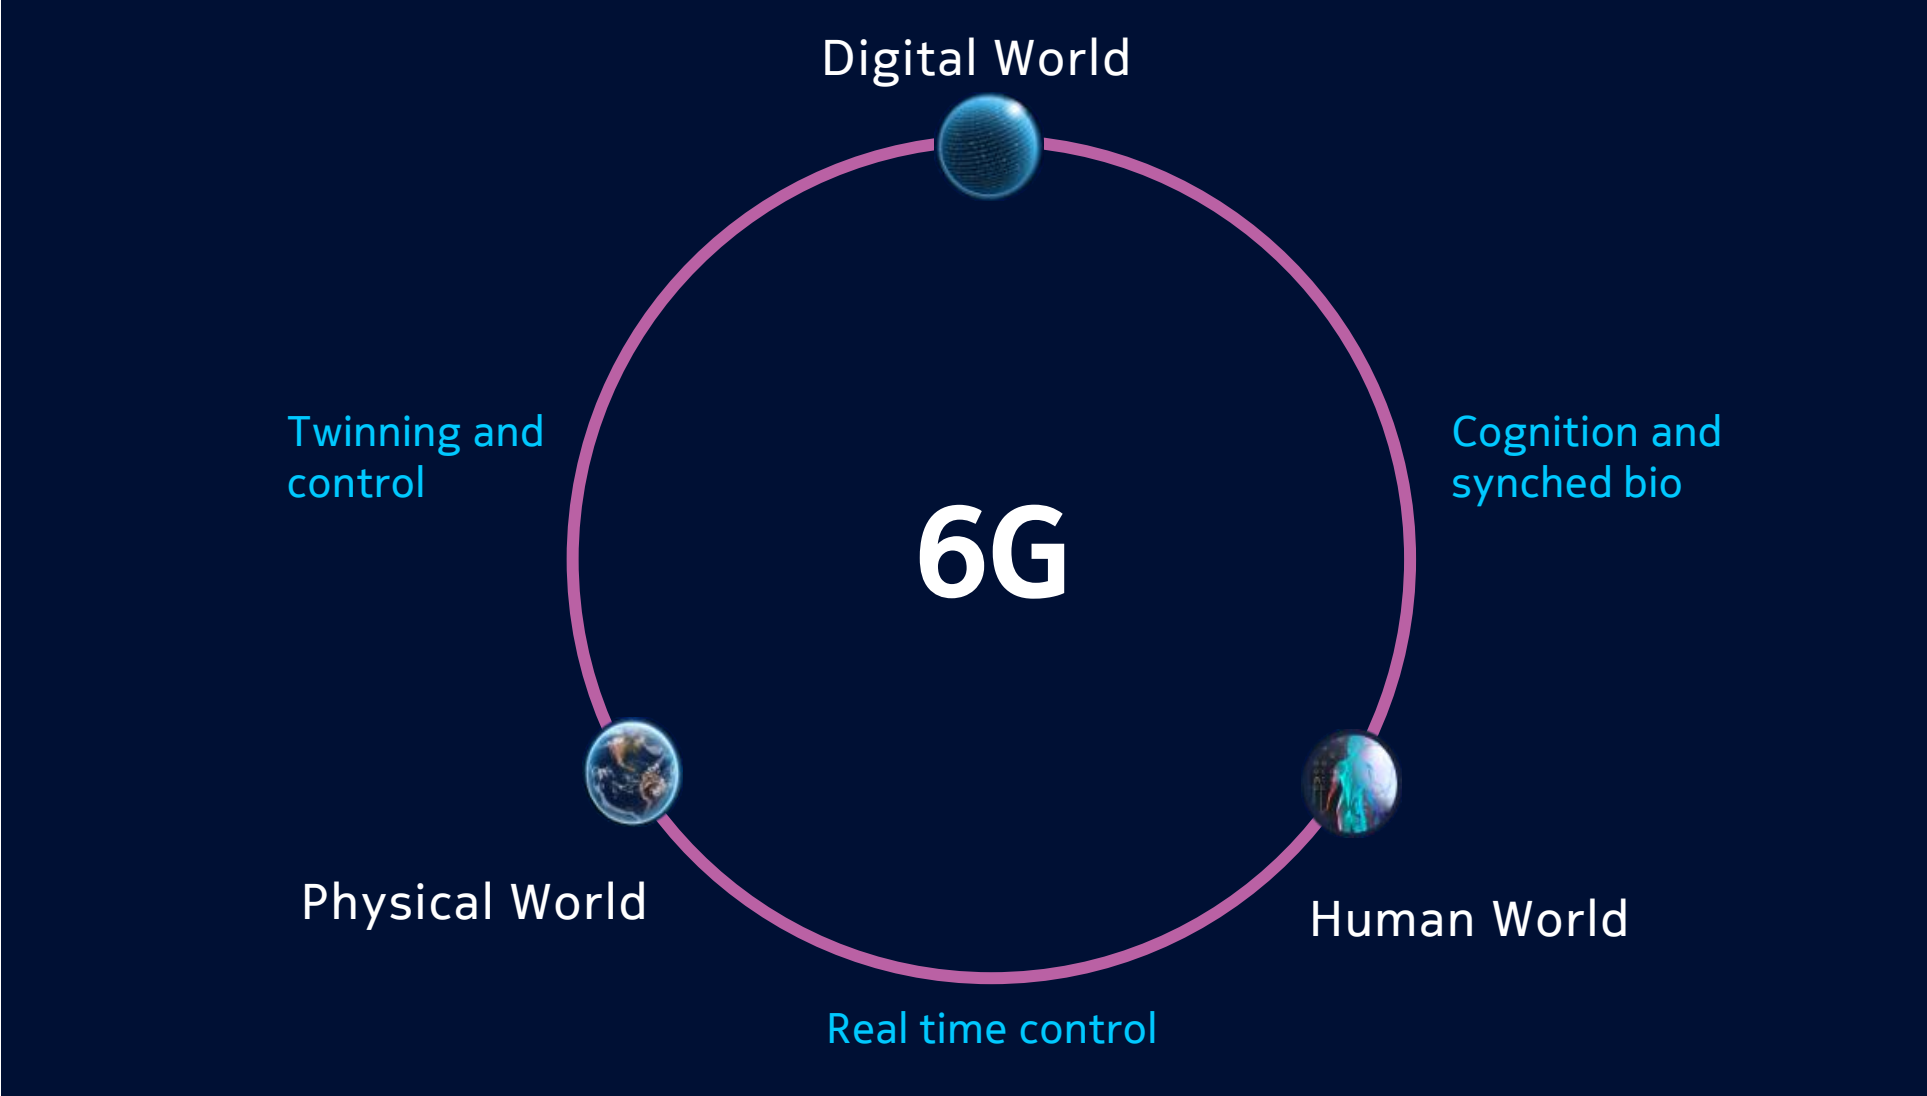 Digital World
Twinning and
control
Cognition and
synched bio
6G
Physical World
Human World
Real time control